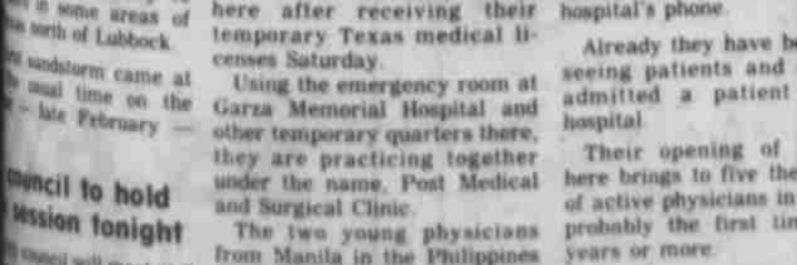 in some areas of
north of Lubbock.
sandstorm came at
usual time on the
— late February —
council to hold
session tonight
here after receiving their
temporary Texas medical li-
censes Saturday.
Using the emergency room at
Garza Memorial Hospital and
other temporary quarters there,
they are practicing together
under the name, Post Medical
and Surgical Clinic.
The two young physicians
from Manila in the Philippines
hospital's phone.
Already they have
seeing patients and
admitted a patient
hospital.
Their opening of
here brings to five the
of active physicians in
probably the first
years or more.